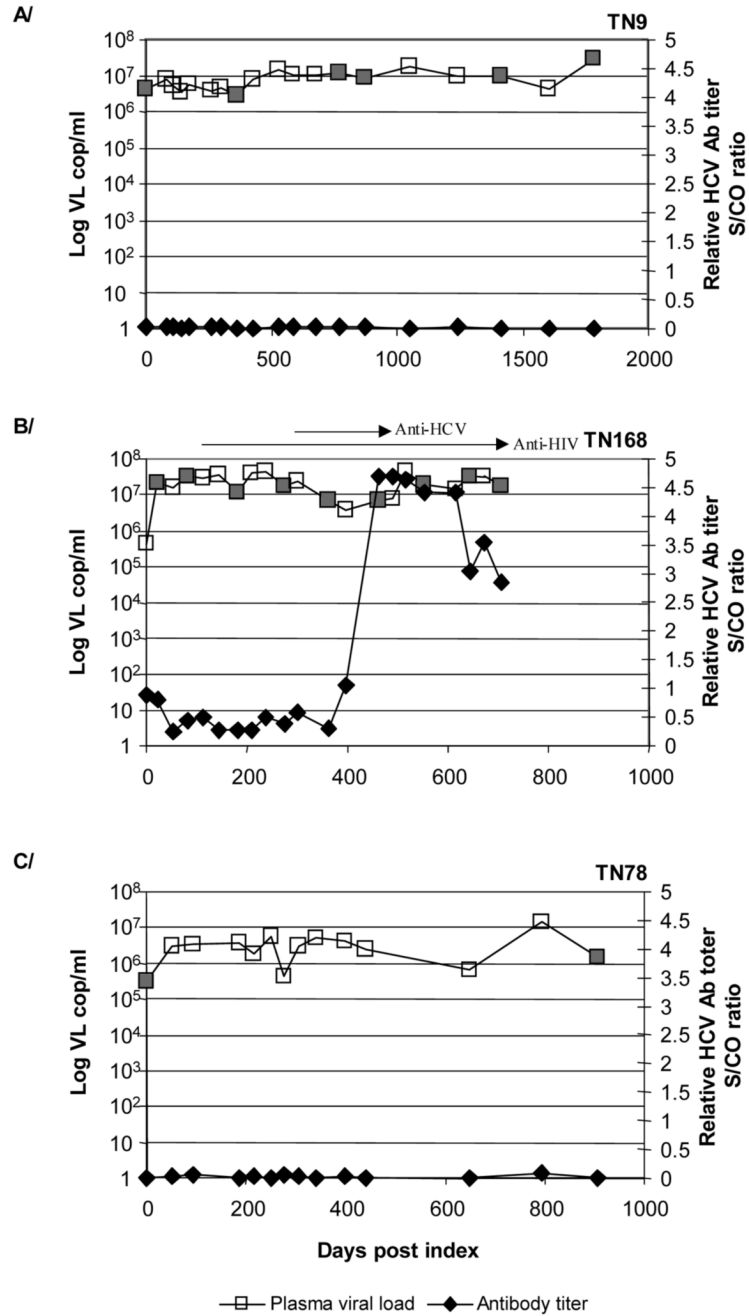 A/
TN9
10⁸
10⁷
10⁶
10⁵
10⁴
10³
10²
10
1
Log VL cop/ml
5
4.5
4
3.5
3
2.5
2
1.5
1
0.5
0
Relative HCV Ab titer
S/CO ratio
0 500 1000 1500 2000
B/
Anti-HCV
Anti-HIV TN168
10⁸
10⁷
10⁶
10⁵
10⁴
10³
10²
10
1
Log VL cop/ml
5
4.5
4
3.5
3
2.5
2
1.5
1
0.5
0
Relative HCV Ab titer
S/CO ratio
0 200 400 600 800 1000
C/
TN78
10⁸
10⁷
10⁶
10⁵
10⁴
10³
10²
10
1
Log VL cop/ml
5
4.5
4
3.5
3
2.5
2
1.5
1
0.5
0
Relative HCV Ab toter
S/CO ratio
0 200 400 600 800 1000
Days post index
Plasma viral load Antibody titer